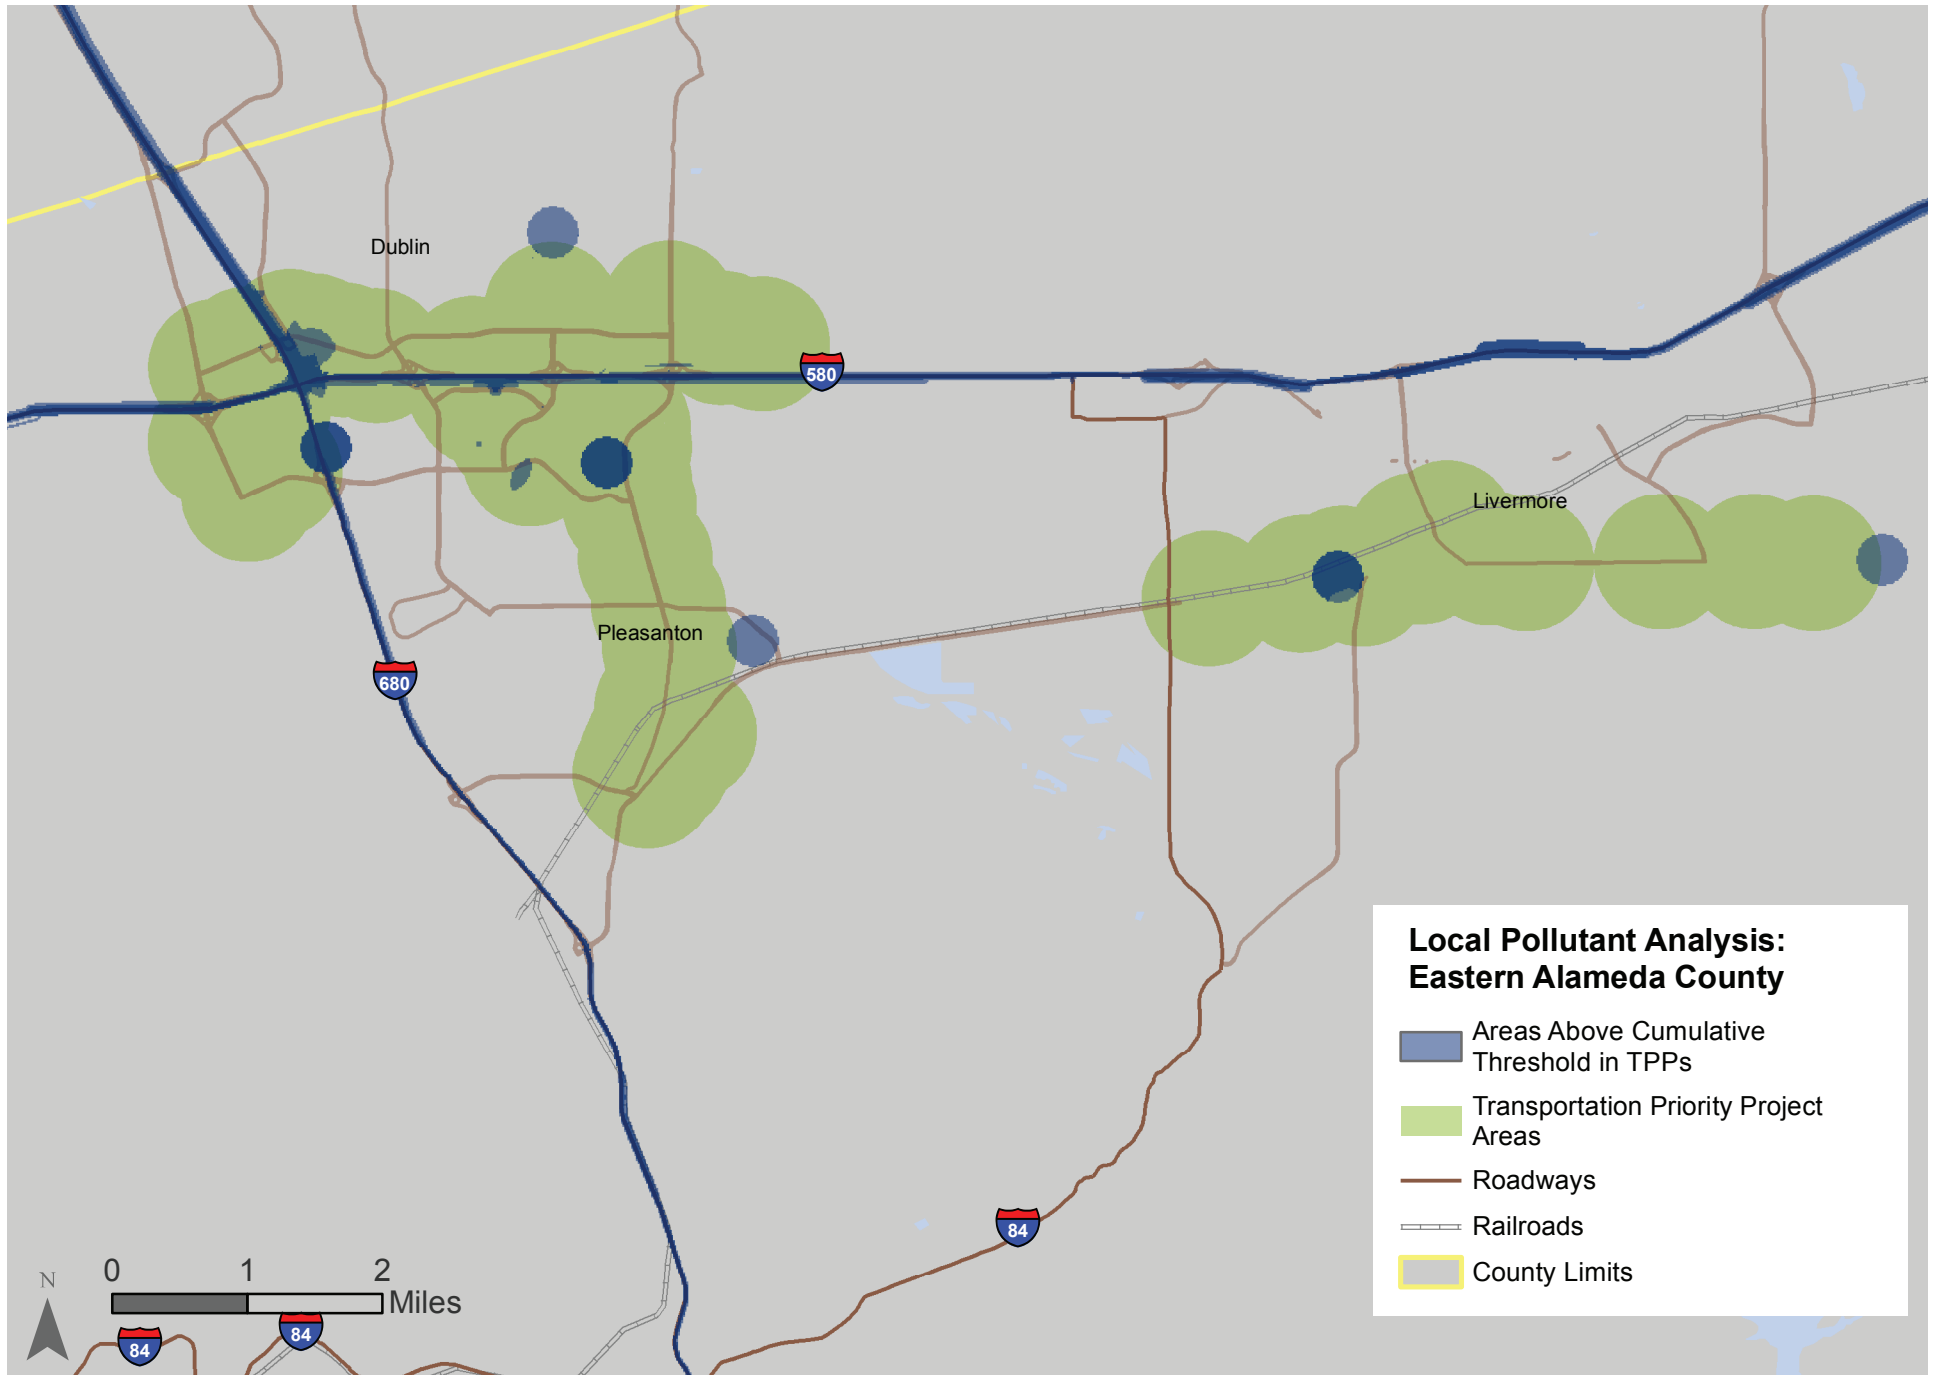 Dublin
580
Livermore
Pleasanton
680
Local Pollutant Analysis:
Eastern Alameda County
Areas Above Cumulative
Threshold in TPPs
Transportation Priority Project
Areas
Roadways
Railroads
County Limits
84
N
0 1 2
Miles
84
84